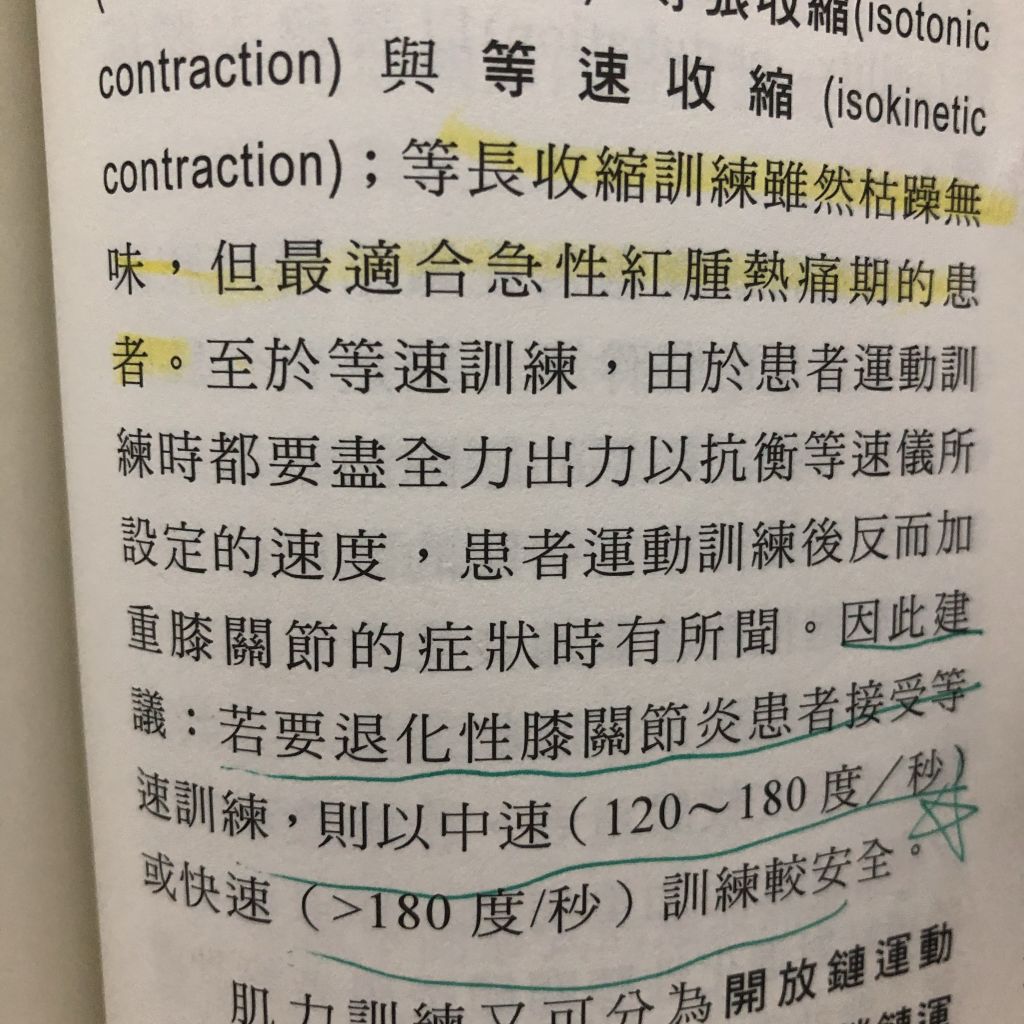 等張收縮(isotonic
contraction) 與 等速收縮 (isokinetic
contraction)；等長收縮訓練雖然枯躁無
味，但最適合急性紅腫熱痛期的患
者。至於等速訓練，由於患者運動訓
練時都要盡全力出力以抗衡等速儀所
設定的速度，患者運動訓練後反而加
重膝關節的症狀時有所聞。因此建
議：若要退化性膝關節炎患者接受等
速訓練，則以中速（120～180 度／秒）
或快速（>180 度/秒）訓練較安全。
肌力訓練又可分為開放鏈運動
鏈運